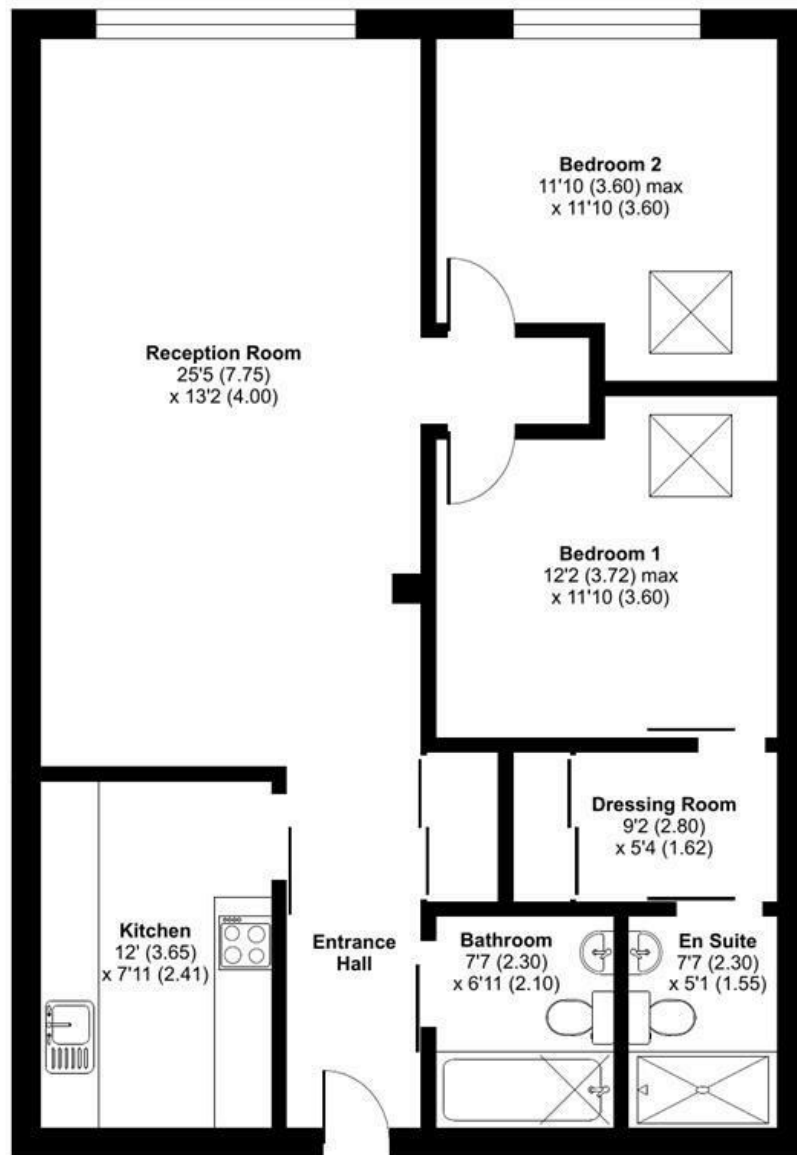 Bedroom 2
11'10 (3.60) max
x 11'10 (3.60)
Reception Room
25'5 (7.75)
x 13'2 (4.00)
Bedroom 1
12'2 (3.72) max
x 11'10 (3.60)
Dressing Room
9'2 (2.80)
x 5'4 (1.62)
Kitchen
12' (3.65)
x 7'11 (2.41)
Entrance
Hall
Bathroom
7'7 (2.30)
x 6'11 (2.10)
En Suite
7'7 (2.30)
x 5'1 (1.55)